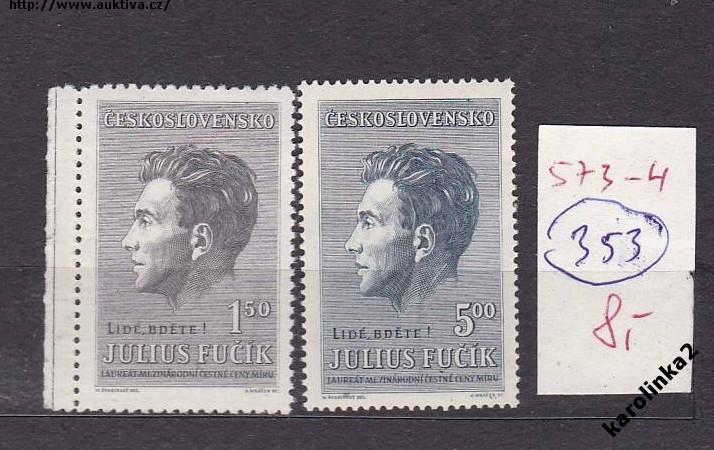 http://www.auktiva.cz/
ČESKOSLOVENSKO
1 50
LIDÉ, BDĚTE !
JULIUS FUČÍK
LAUREÁT MEZINÁRODNÍ ČESTNÉ CENY MÍRU
ČESKOSLOVENSKO
5 00
LIDÉ, BDĚTE !
JULIUS FUČÍK
LAUREÁT MEZINÁRODNÍ ČESTNÉ CENY MÍRU
573-4
353
8,-
karolinka2